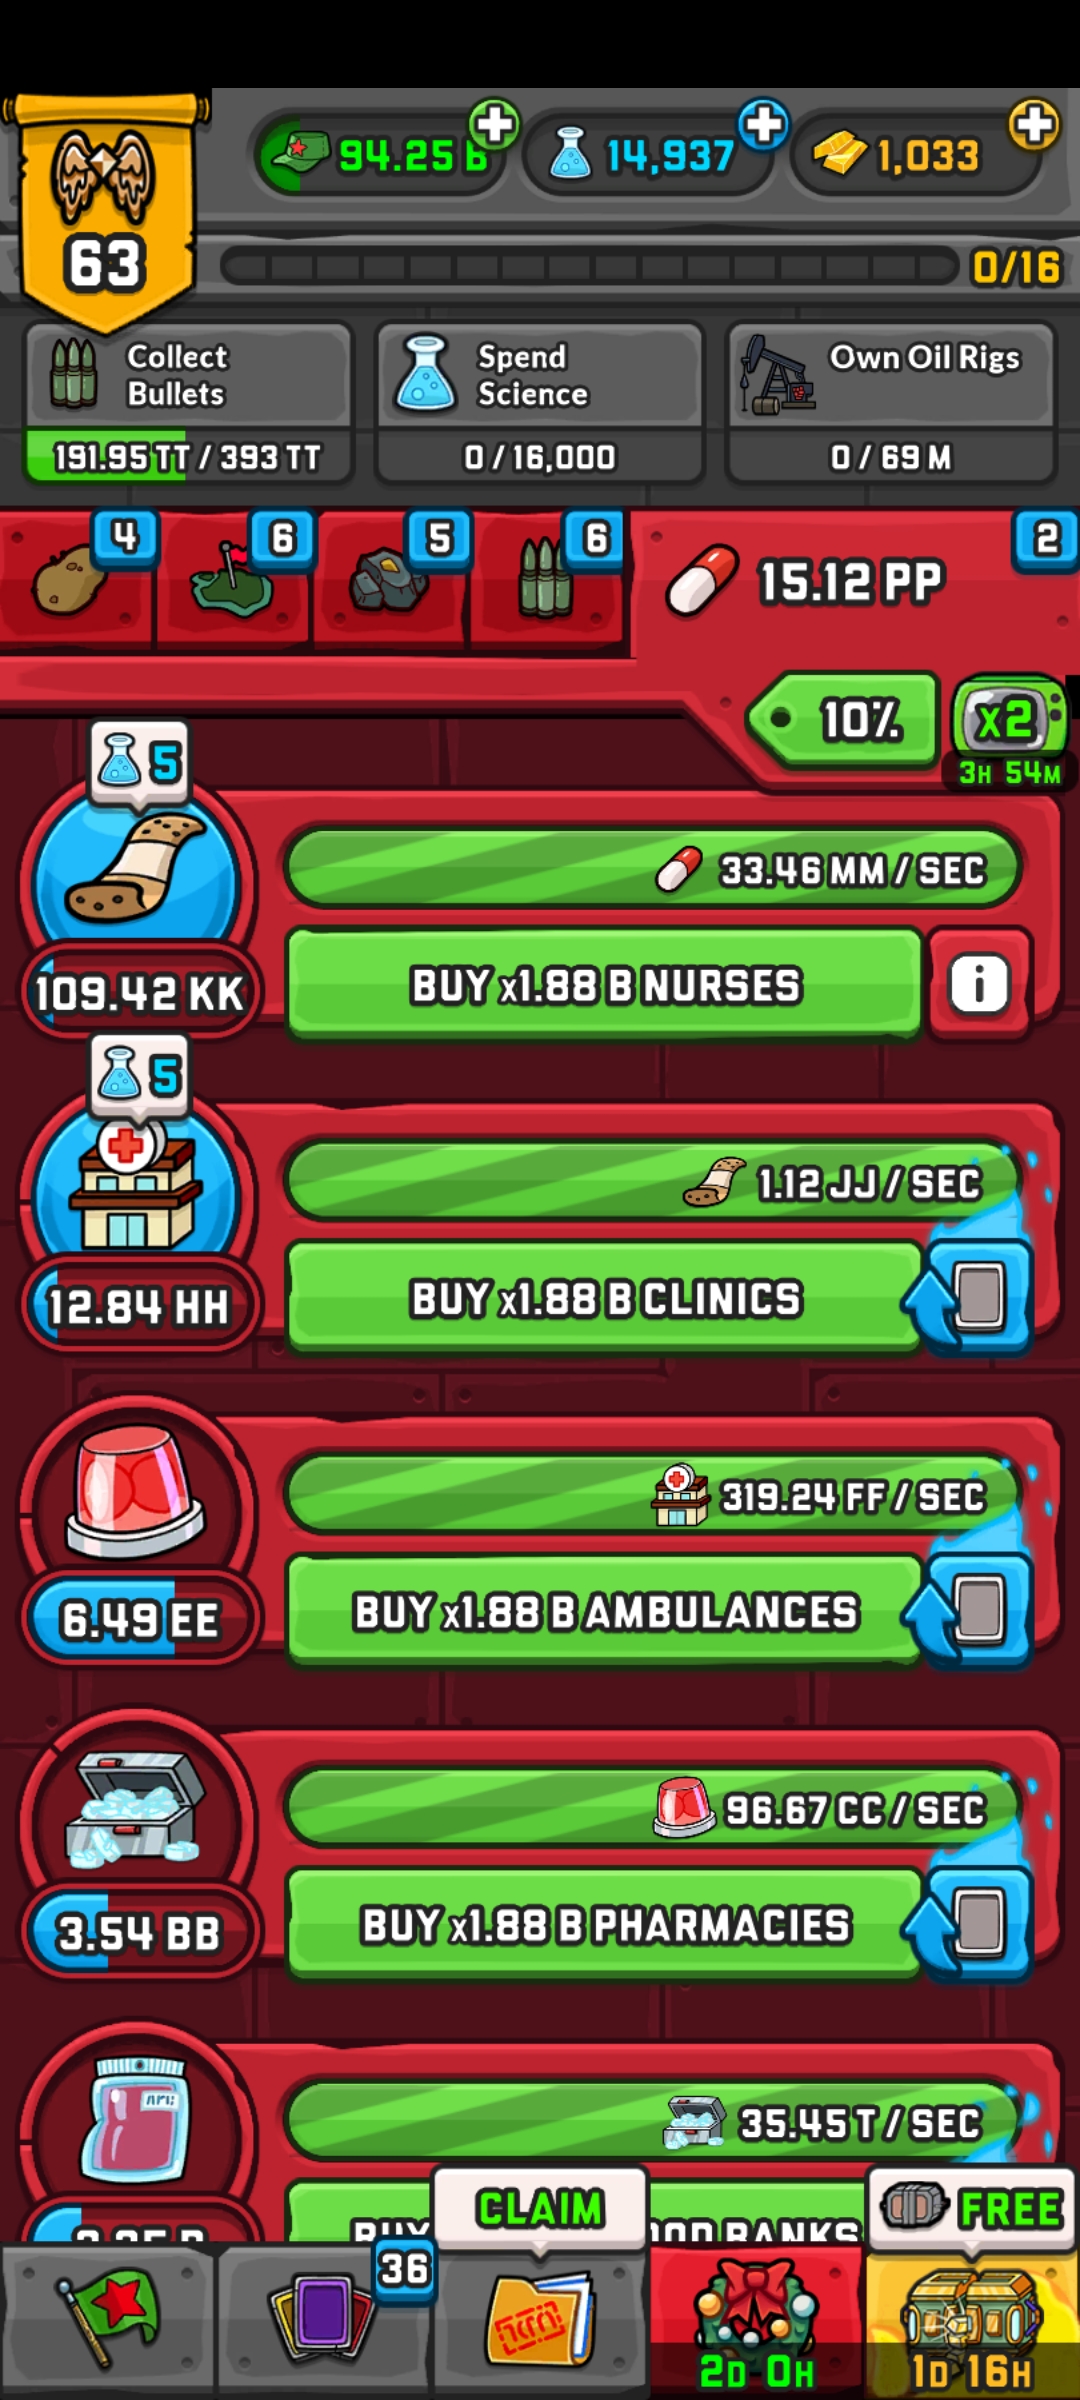 94.25 B
14,937
1,033
63
0/16
Collect
Bullets
191.95 TT / 393 TT
Spend
Science
0 / 16,000
Own Oil Rigs
0 / 69 M
4
6
5
6
15.12 PP
2
10%
x2
3H 54M
5
33.46 MM / SEC
109.42 KK
BUY x1.88 B NURSES
i
5
1.12 JJ / SEC
12.84 HH
BUY x1.88 B CLINICS
319.24 FF / SEC
6.49 EE
BUY x1.88 B AMBULANCES
96.67 CC / SEC
3.54 BB
BUY x1.88 B PHARMACIES
35.45 T / SEC
BUY
BANKS
CLAIM
FREE
36
2D 0H
1D 16H